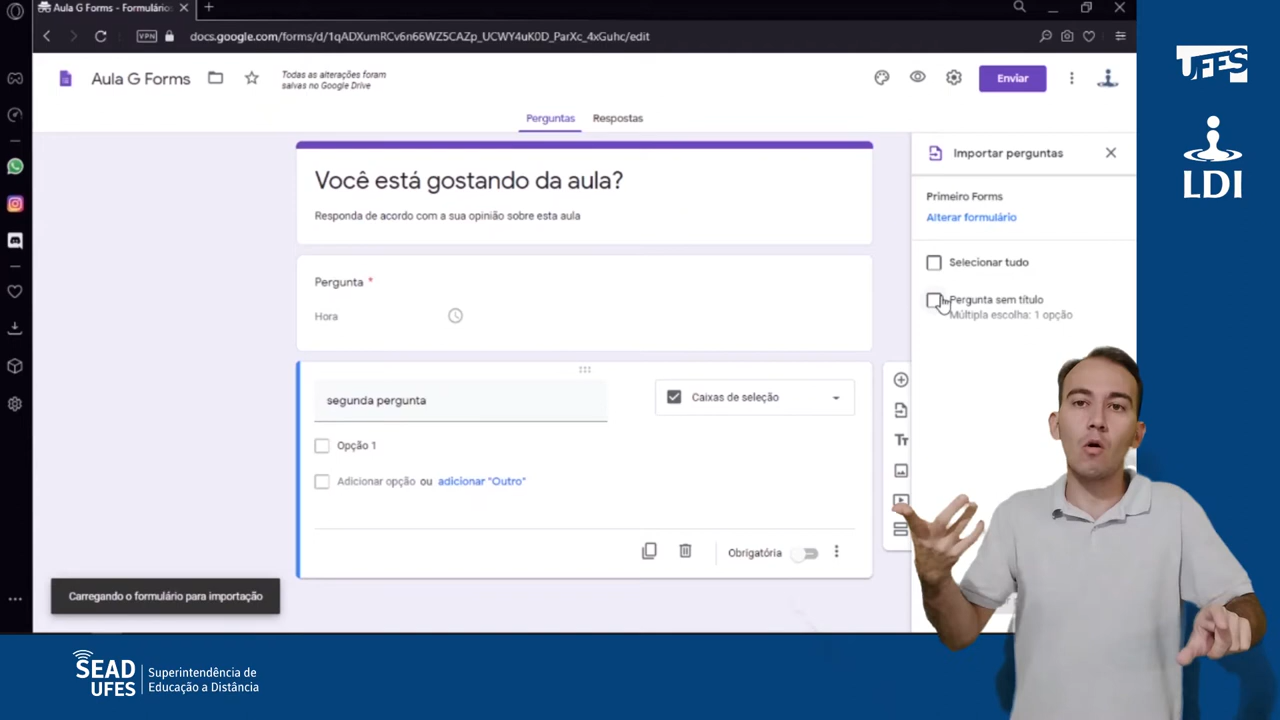 Aula G Forms - Formulários
VPN
docs.google.com/forms/d/1qADXumRCv6n66WZ5CAZp_UCWY4uK0D_ParXc_4xGuhc/edit
Aula G Forms
Todas as alterações foram
salvas no Google Drive
Enviar
Perguntas
Respostas
Você está gostando da aula?
Responda de acordo com a sua opinião sobre esta aula
Pergunta *
Hora
segunda pergunta
Caixas de seleção
Opção 1
Adicionar opção ou adicionar "Outro"
Obrigatória
Importar perguntas
Primeiro Forms
Alterar formulário
Selecionar tudo
Pergunta sem título
Múltipla escolha: 1 opção
Tт
Carregando o formulário para importação
UFES
LDI
SEAD
UFES
Superintendência de
Educação a Distância